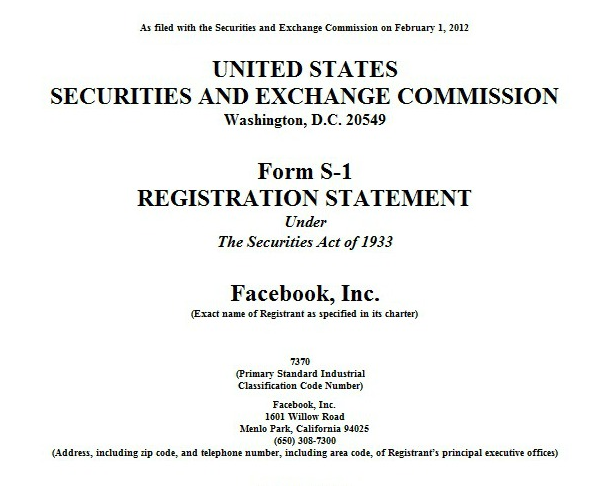 As filed with the Securities and Exchange Commission on February 1, 2012
UNITED STATES
SECURITIES AND EXCHANGE COMMISSION
Washington, D.C. 20549
Form S-1
REGISTRATION STATEMENT
Under
The Securities Act of 1933
Facebook, Inc.
(Exact name of Registrant as specified in its charter)
7370
(Primary Standard Industrial
Classification Code Number)
Facebook, Inc.
1601 Willow Road
Menlo Park, California 94025
(650) 308-7300
(Address, including zip code, and telephone number, including area code, of Registrant's principal executive offices)